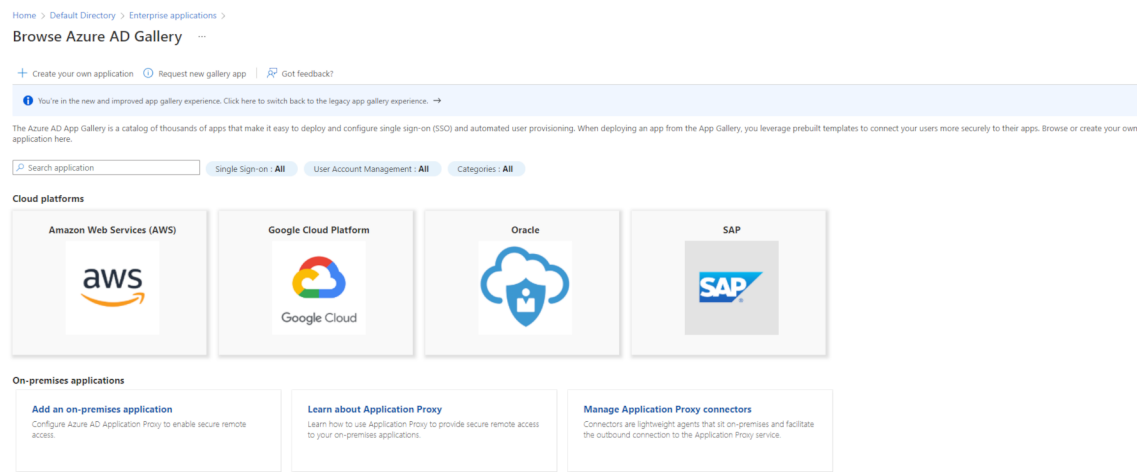 Home > Default Directory > Enterprise applications >
Browse Azure AD Gallery ...
+ Create your own application Request new gallery app | Got feedback?
You're in the new and improved app gallery experience. Click here to switch back to the legacy app gallery experience. →
The Azure AD App Gallery is a catalog of thousands of apps that make it easy to deploy and configure single sign-on (SSO) and automated user provisioning. When deploying an app from the App Gallery, you leverage prebuilt templates to connect your users more securely to their apps. Browse or create your own
application here.
Search application Single Sign-on : All User Account Management : All Categories : All
Cloud platforms
Amazon Web Services (AWS) Google Cloud Platform Oracle SAP
aws SAP
Google Cloud
On-premises applications
Add an on-premises application Learn about Application Proxy Manage Application Proxy connectors
Configure Azure AD Application Proxy to enable secure remote Learn how to use Application Proxy to provide secure remote access Connectors are lightweight agents that sit on-premises and facilitate
access. to your on-premises applications. the outbound connection to the Application Proxy service.